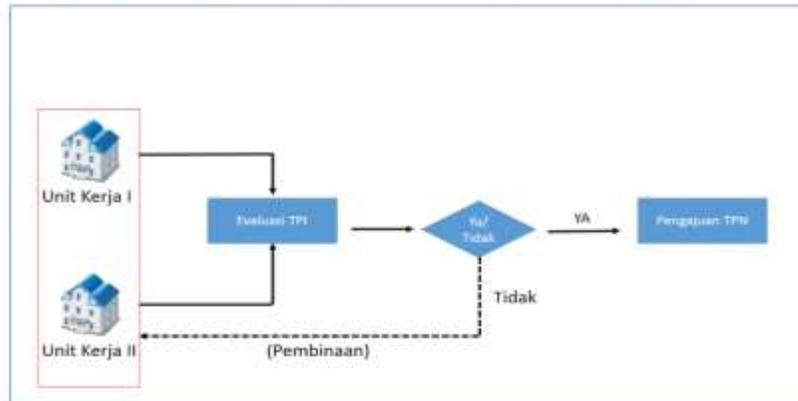 Unit Kerja I
Evaluasi TPI
Ya/
Tidak
YA
Pengajuan TPN
Tidak
Unit Kerja II
(Pembinaan)